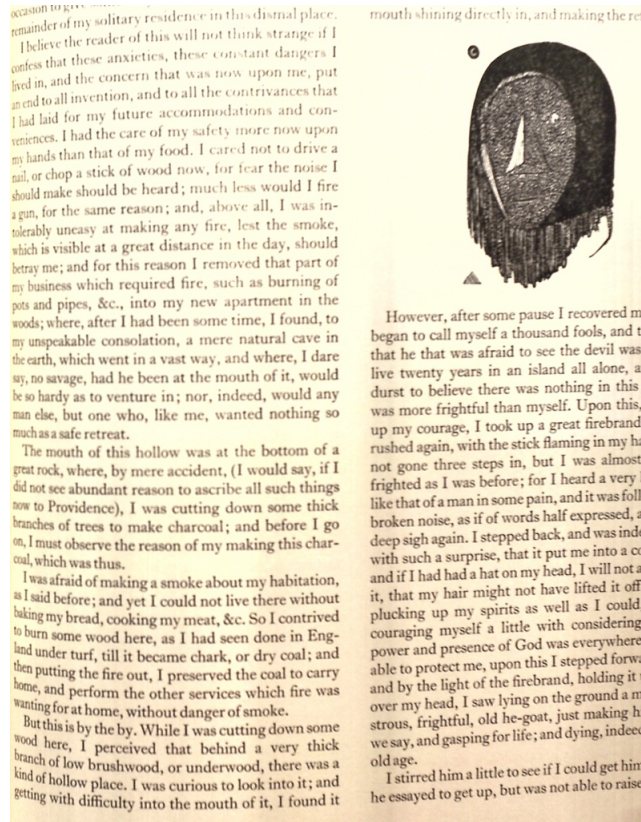 occasion to give
remainder of my solitary residence in this dismal place.
I believe the reader of this will not think strange if I
confess that these anxieties, these constant dangers I
lived in, and the concern that was now upon me, put
an end to all invention, and to all the contrivances that
I had laid for my future accommodations and con-
veniences. I had the care of my safety more now upon
my hands than that of my food. I cared not to drive a
nail, or chop a stick of wood now, for fear the noise I
should make should be heard; much less would I fire
a gun, for the same reason; and, above all, I was in-
tolerably uneasy at making any fire, lest the smoke,
which is visible at a great distance in the day, should
betray me; and for this reason I removed that part of
my business which required fire, such as burning of
pots and pipes, &c., into my new apartment in the
woods; where, after I had been some time, I found, to
my unspeakable consolation, a mere natural cave in
the earth, which went in a vast way, and where, I dare
say, no savage, had he been at the mouth of it, would
be so hardy as to venture in; nor, indeed, would any
man else, but one who, like me, wanted nothing so
much as a safe retreat.
The mouth of this hollow was at the bottom of a
great rock, where, by mere accident, (I would say, if I
did not see abundant reason to ascribe all such things
now to Providence), I was cutting down some thick
branches of trees to make charcoal; and before I go
on, I must observe the reason of my making this char-
coal, which was thus.
I was afraid of making a smoke about my habitation,
as I said before; and yet I could not live there without
baking my bread, cooking my meat, &c. So I contrived
to burn some wood here, as I had seen done in Eng-
land under turf, till it became chark, or dry coal; and
then putting the fire out, I preserved the coal to carry
home, and perform the other services which fire was
wanting for at home, without danger of smoke.
But this is by the by. While I was cutting down some
wood here, I perceived that behind a very thick
branch of low brushwood, or underwood, there was a
kind of hollow place. I was curious to look into it; and
getting with difficulty into the mouth of it, I found it
mouth shining directly in, and making the
However, after some pause I recovered
began to call myself a thousand fools, and
that he that was afraid to see the devil was
live twenty years in an island all alone,
durst to believe there was nothing in this
was more frightful than myself. Upon this,
up my courage, I took up a great firebrand
rushed again, with the stick flaming in my
not gone three steps in, but I was almost
frighted as I was before; for I heard a very
like that of a man in some pain, and it was
broken noise, as if of words half expressed,
deep sigh again. I stepped back, and was
with such a surprise, that it put me into a
and if I had had a hat on my head, I will not
it, that my hair might not have lifted it off
plucking up my spirits as well as I could
couraging myself a little with considering
power and presence of God was everywhere
able to protect me, upon this I stepped
and by the light of the firebrand, holding it
over my head, I saw lying on the ground a
strous, frightful, old he-goat, just making
we say, and gasping for life; and dying,
old age.
I stirred him a little to see if I could get
he essayed to get up, but was not able to raise